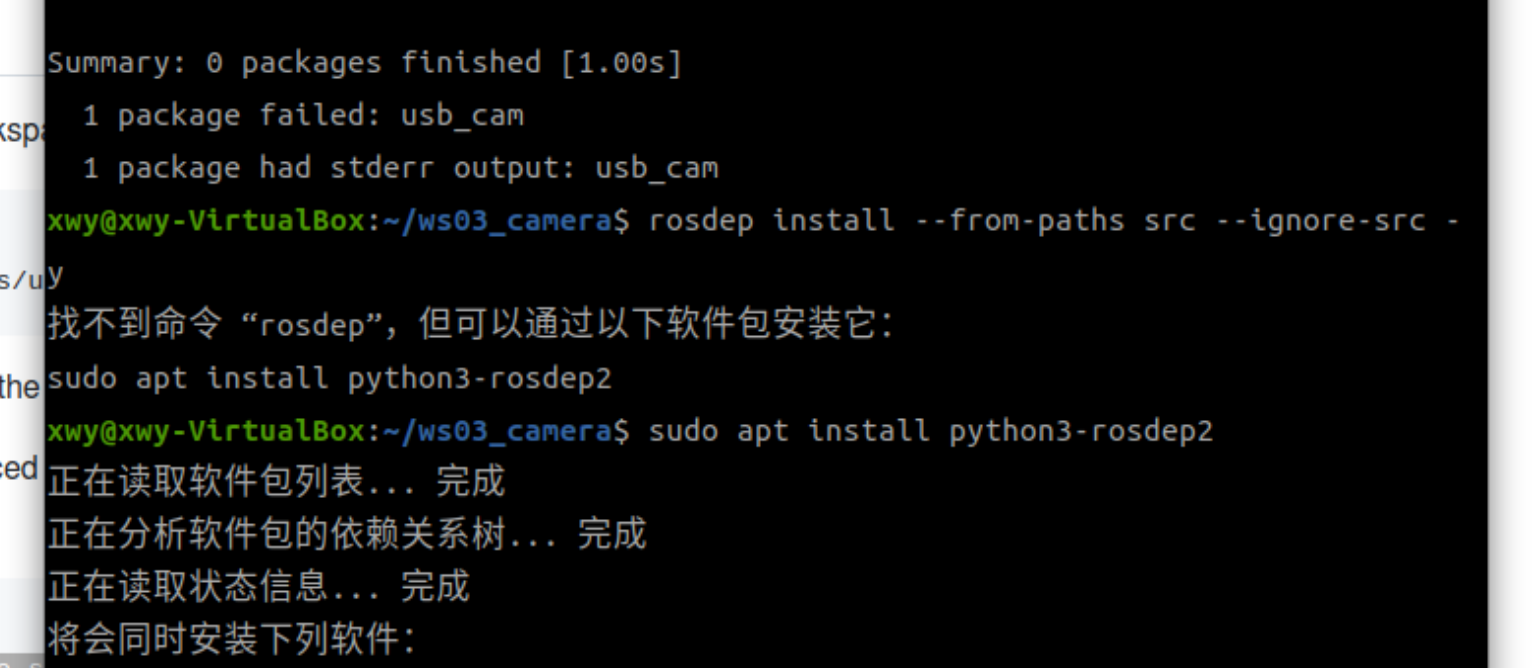 Summary: 0 packages finished [1.00s]
1 package failed: usb_cam
1 package had stderr output: usb_cam
xwy@xwy-VirtualBox:~/ws03_camera$ rosdep install --from-paths src --ignore-src -
y
找不到命令 “rosdep”，但可以通过以下软件包安装它：
sudo apt install python3-rosdep2
xwy@xwy-VirtualBox:~/ws03_camera$ sudo apt install python3-rosdep2
正在读取软件包列表... 完成
正在分析软件包的依赖关系树... 完成
正在读取状态信息... 完成
将会同时安装下列软件：
kspa
s/u
the
ced